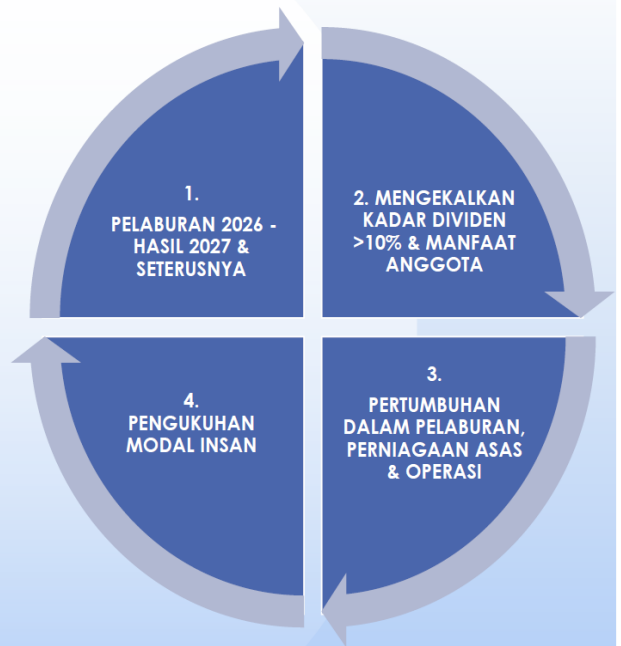 1.
PELABURAN 2026 -
HASIL 2027 &
SETERUSNYA
2. MENGEKALKAN
KADAR DIVIDEN
>10% & MANFAAT
ANGGOTA
3.
PERTUMBUHAN
DALAM PELABURAN,
PERNIAGAAN ASAS
& OPERASI
4.
PENGUKUHAN
MODAL INSAN